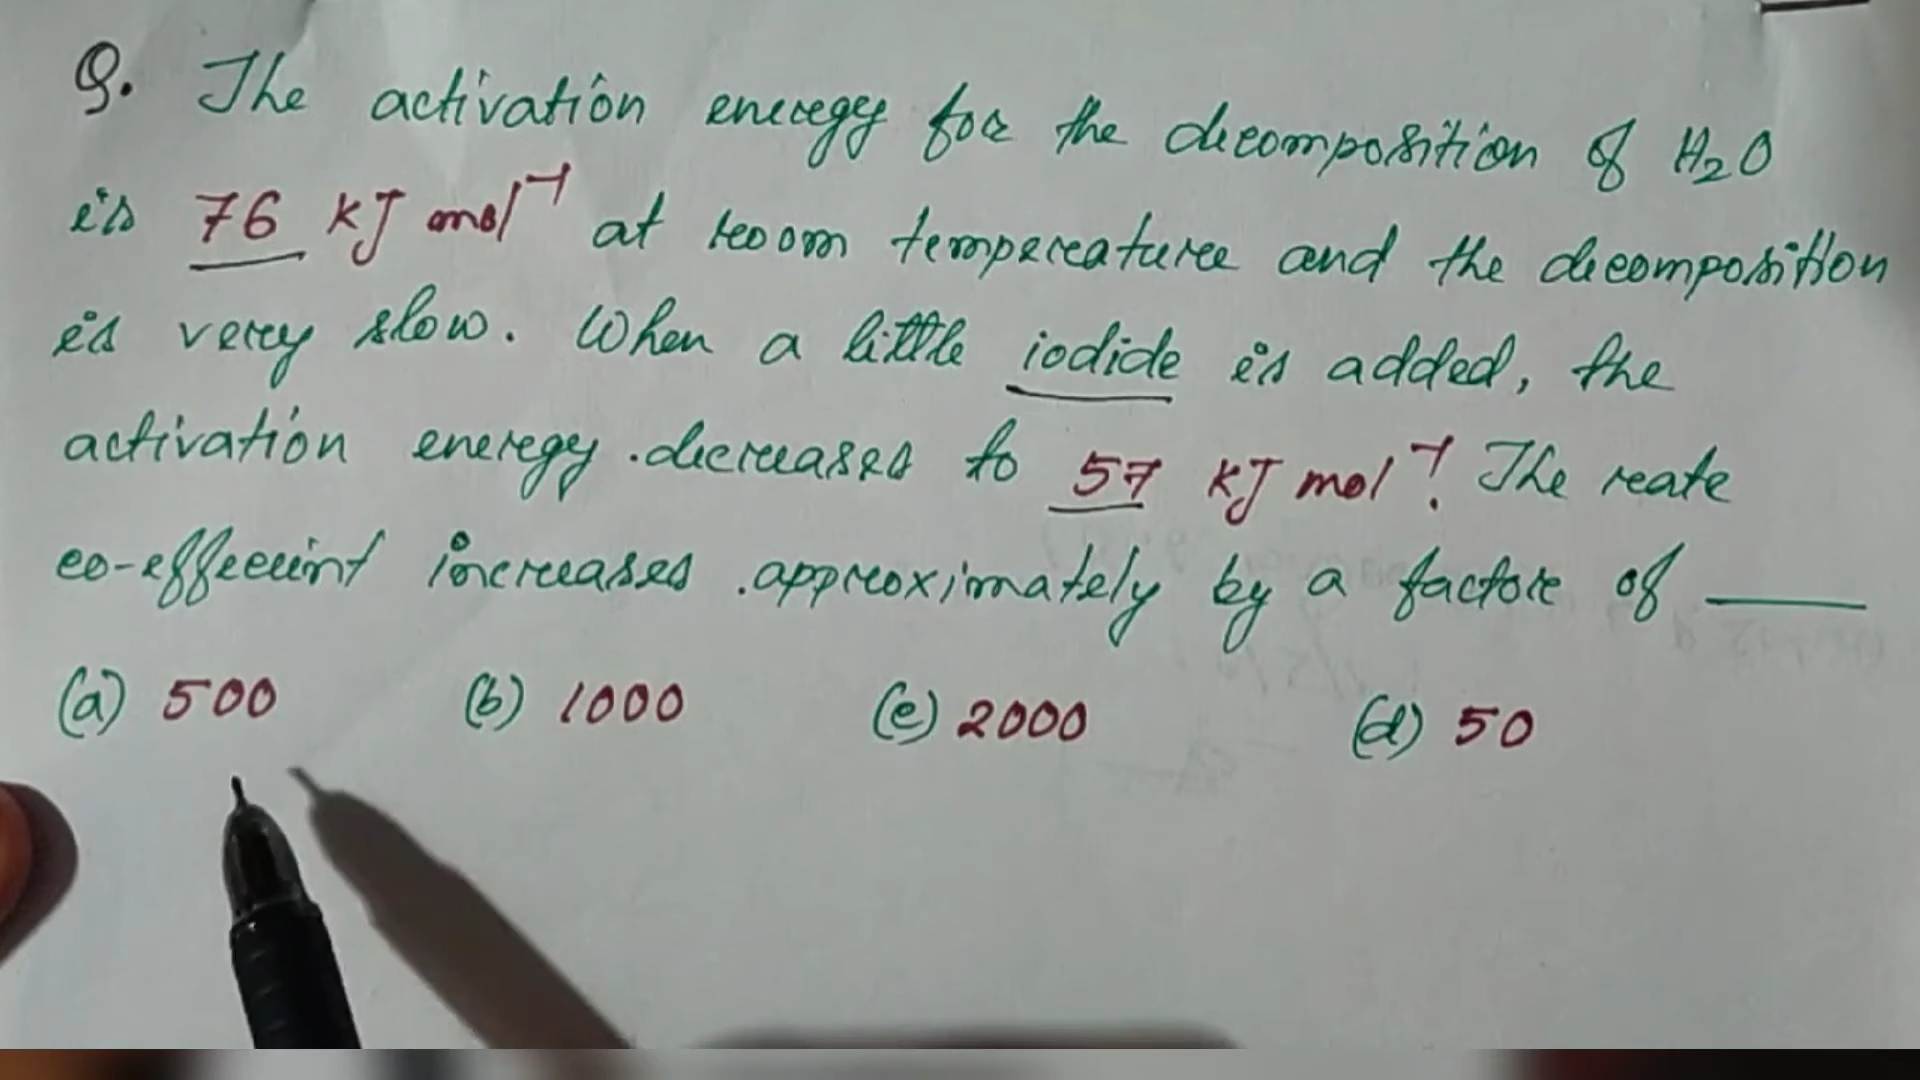 Q. The activation energy for the decomposition of H₂O
is 76 KJ mol⁻¹ at room temperature and the decomposition
is very slow. When a little iodide is added, the
activation energy decreases to 57 KJ mol⁻¹. The rate
co-effecient increases approximately by a factor of ____
(a) 500 (b) 1000 (c) 2000 (d) 50